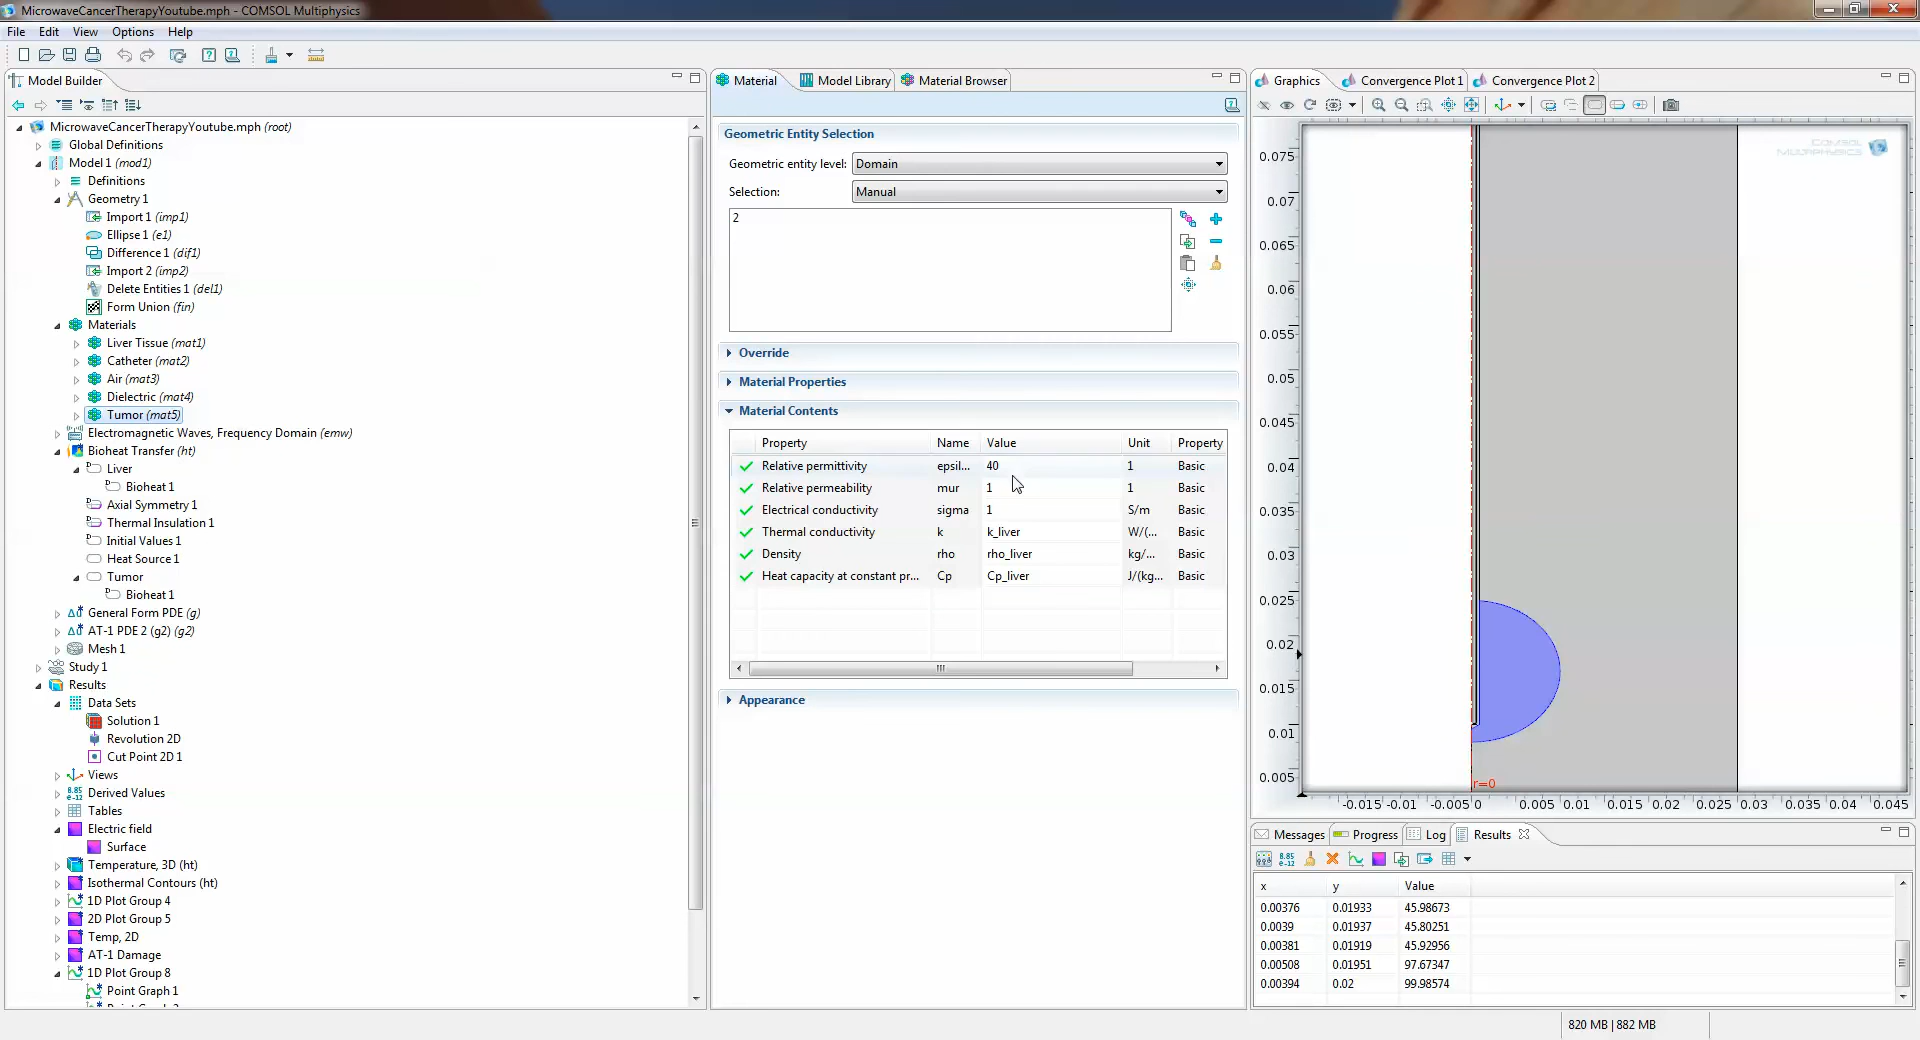 MicrowaveCancerTherapyYoutube.mph - COMSOL Multiphysics
File Edit View Options Help
Model Builder
MicrowaveCancerTherapyYoutube.mph (root)
Global Definitions
Model 1 (mod1)
Definitions
Geometry 1
Import 1 (imp1)
Ellipse 1 (e1)
Difference 1 (dif1)
Import 2 (imp2)
Delete Entities 1 (del1)
Form Union (fin)
Materials
Liver Tissue (mat1)
Catheter (mat2)
Air (mat3)
Dielectric (mat4)
Tumor (mat5)
Electromagnetic Waves, Frequency Domain (emw)
Bioheat Transfer (ht)
Liver
Bioheat 1
Axial Symmetry 1
Thermal Insulation 1
Initial Values 1
Heat Source 1
Tumor
Bioheat 1
General Form PDE (g)
AT-1 PDE 2 (g2) (g2)
Mesh 1
Study 1
Results
Data Sets
Solution 1
Revolution 2D
Cut Point 2D 1
Views
8.85
e-12 Derived Values
Tables
Electric field
Surface
Temperature, 3D (ht)
Isothermal Contours (ht)
1D Plot Group 4
2D Plot Group 5
Temp, 2D
AT-1 Damage
1D Plot Group 8
Point Graph 1
Material Model Library Material Browser
Geometric Entity Selection
Geometric entity level: Domain
Selection: Manual
2
Override
Material Properties
Material Contents
Property Name Value Unit Property
Relative permittivity epsil... 40 1 Basic
Relative permeability mur 1 1 Basic
Electrical conductivity sigma 1 S/m Basic
Thermal conductivity k k_liver W/(... Basic
Density rho rho_liver kg/... Basic
Heat capacity at constant pr... Cp Cp_liver J/(kg... Basic
Appearance
Graphics Convergence Plot 1 Convergence Plot 2
COMSOL
MULTIPHYSICS
0.075
0.07
0.065
0.06
0.055
0.05
0.045
0.04
0.035
0.03
0.025
0.02
0.015
0.01
0.005
r=0
-0.015 -0.01 -0.005 0 0.005 0.01 0.015 0.02 0.025 0.03 0.035 0.04 0.045
Messages Progress Log Results
8.85
e-12
x y Value
0.00376 0.01933 45.98673
0.0039 0.01937 45.80251
0.00381 0.01919 45.92956
0.00508 0.01951 97.67347
0.00394 0.02 99.98574
820 MB | 882 MB